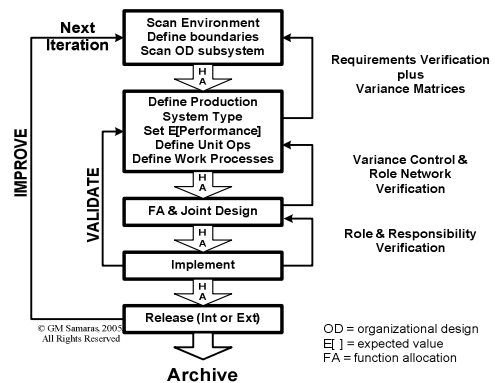 Next
Iteration
Scan Environment
Define boundaries
Scan OD subsystem
H
A
Requirements Verification
plus
Variance Matrices
Define Production
System Type
Set E[Performance]
Define Unit Ops
Define Work Processes
IMPROVE
VALIDATE
H
A
Variance Control &
Role Network
Verification
FA & Joint Design
H
A
Role & Responsibility
Verification
Implement
H
A
Release (Int or Ext)
© GM Samaras, 2005
All Rights Reserved
OD = organizational design
E[ ] = expected value
FA = function allocation
Archive